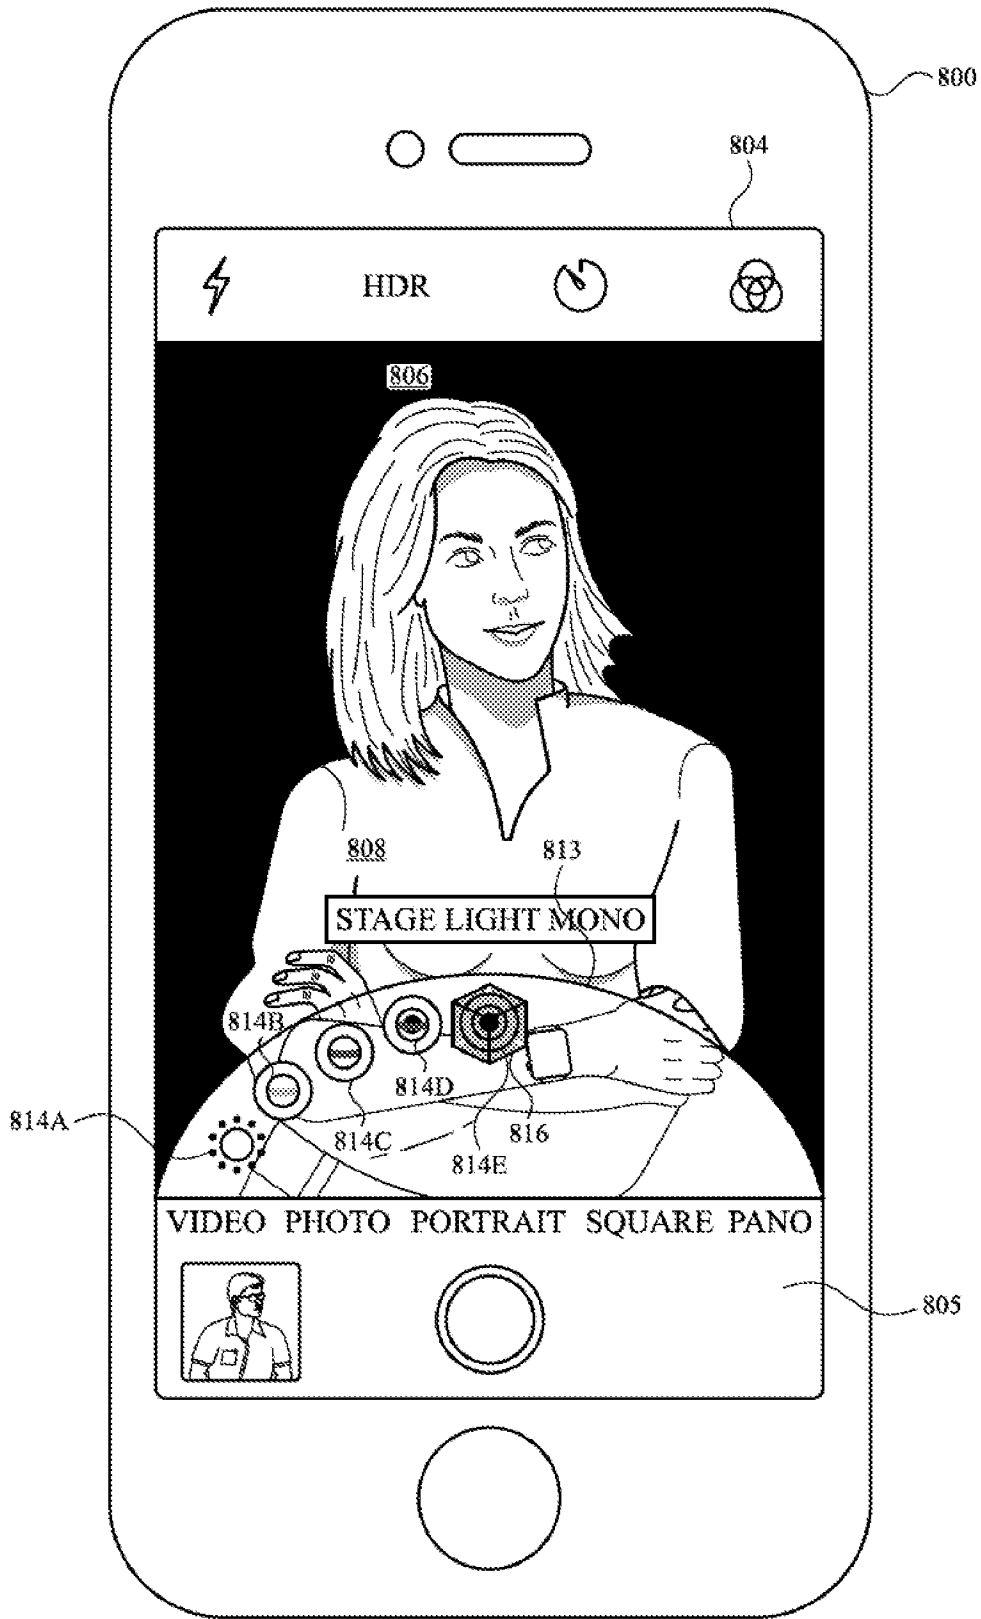 800
804
HDR
806
808
813
STAGE LIGHT MONO
814B
814D
814A
814C
816
814E
VIDEO PHOTO PORTRAIT SQUARE PANO
805